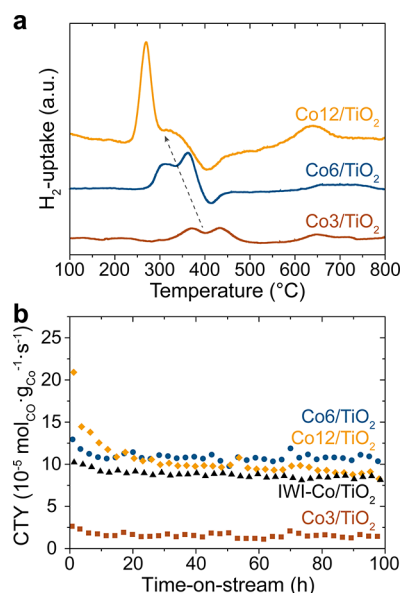 a
H2-uptake (a.u.)
Co12/TiO2
Co6/TiO2
Co3/TiO2
100 200 300 400 500 600 700 800
Temperature (°C)
b
CTY (10-5 molCO·gCo-1·s-1)
25
20
15
10
5
0
Co6/TiO2
Co12/TiO2
IWI-Co/TiO2
Co3/TiO2
0 20 40 60 80 100
Time-on-stream (h)